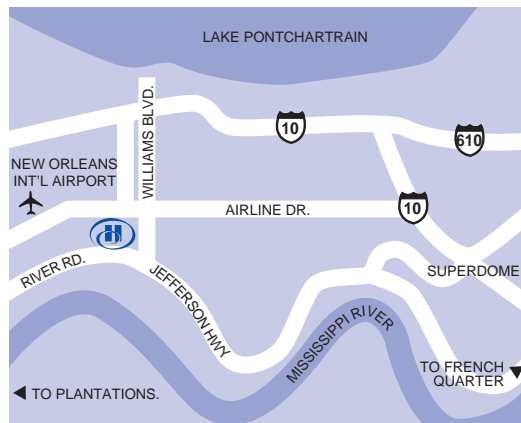 LAKE PONTCHARTRAIN
WILLIAMS BLVD.
10
610
NEW ORLEANS
INT'L AIRPORT
AIRLINE DR.
10
H
RIVER RD.
JEFFERSON HWY
SUPERDOME
MISSISSIPPI RIVER
TO FRENCH
QUARTER
TO PLANTATIONS.